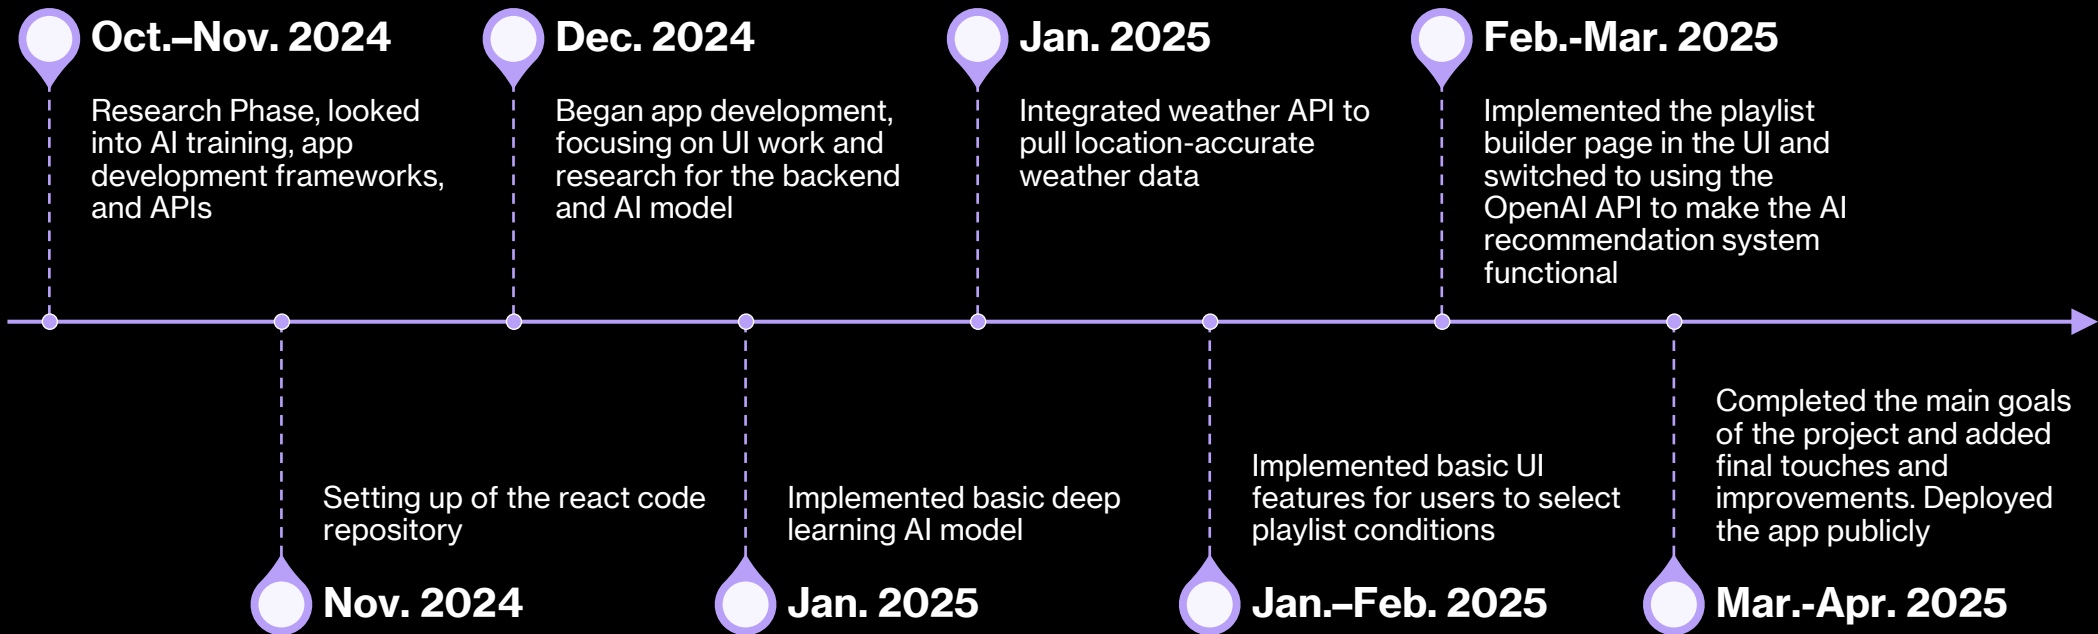 Oct.–Nov. 2024
Research Phase, looked
into AI training, app
development frameworks,
and APIs
Setting up of the react code
repository
Nov. 2024
Dec. 2024
Began app development,
focusing on UI work and
research for the backend
and AI model
Implemented basic deep
learning AI model
Jan. 2025
Jan. 2025
Integrated weather API to
pull location-accurate
weather data
Implemented basic UI
features for users to select
playlist conditions
Jan.–Feb. 2025
Feb.-Mar. 2025
Implemented the playlist
builder page in the UI and
switched to using the
OpenAI API to make the AI
recommendation system
functional
Completed the main goals
of the project and added
final touches and
improvements. Deployed
the app publicly
Mar.-Apr. 2025